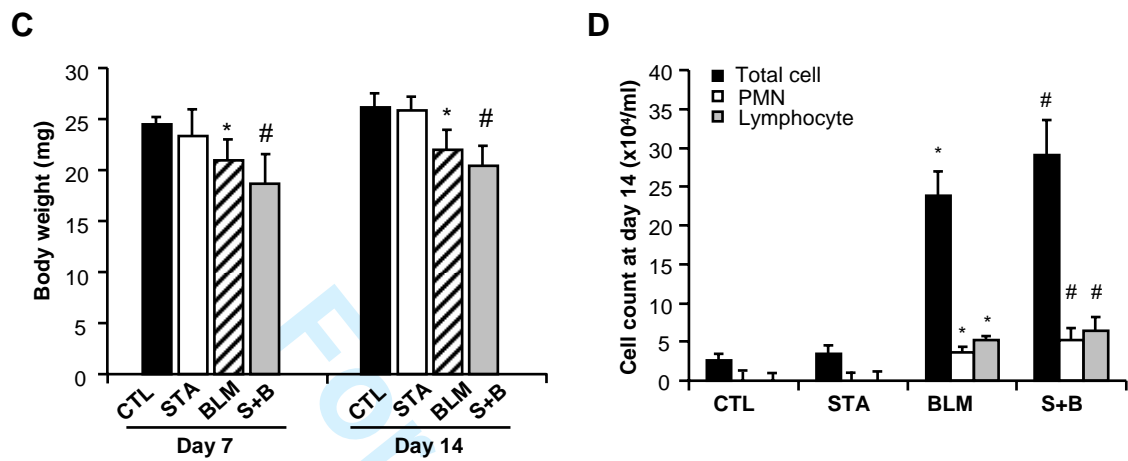 C
Body weight (mg)
30
25
20
15
10
5
0
* #
* #
CTL STA BLM S+B
CTL STA BLM S+B
Day 7
Day 14
For
D
Cell count at day 14 (x10⁴/ml)
40
35
30
25
20
15
10
5
0
Total cell
PMN
Lymphocyte
*
* *
#
# #
CTL STA BLM S+B